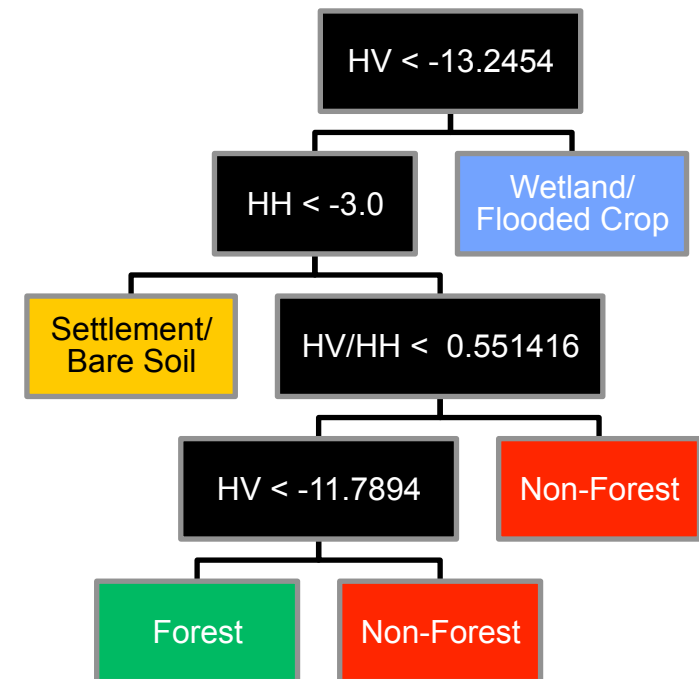 HV < -13.2454
HH < -3.0
Wetland/
Flooded Crop
Settlement/
Bare Soil
HV/HH <  0.551416
HV < -11.7894
Non-Forest
Forest
Non-Forest